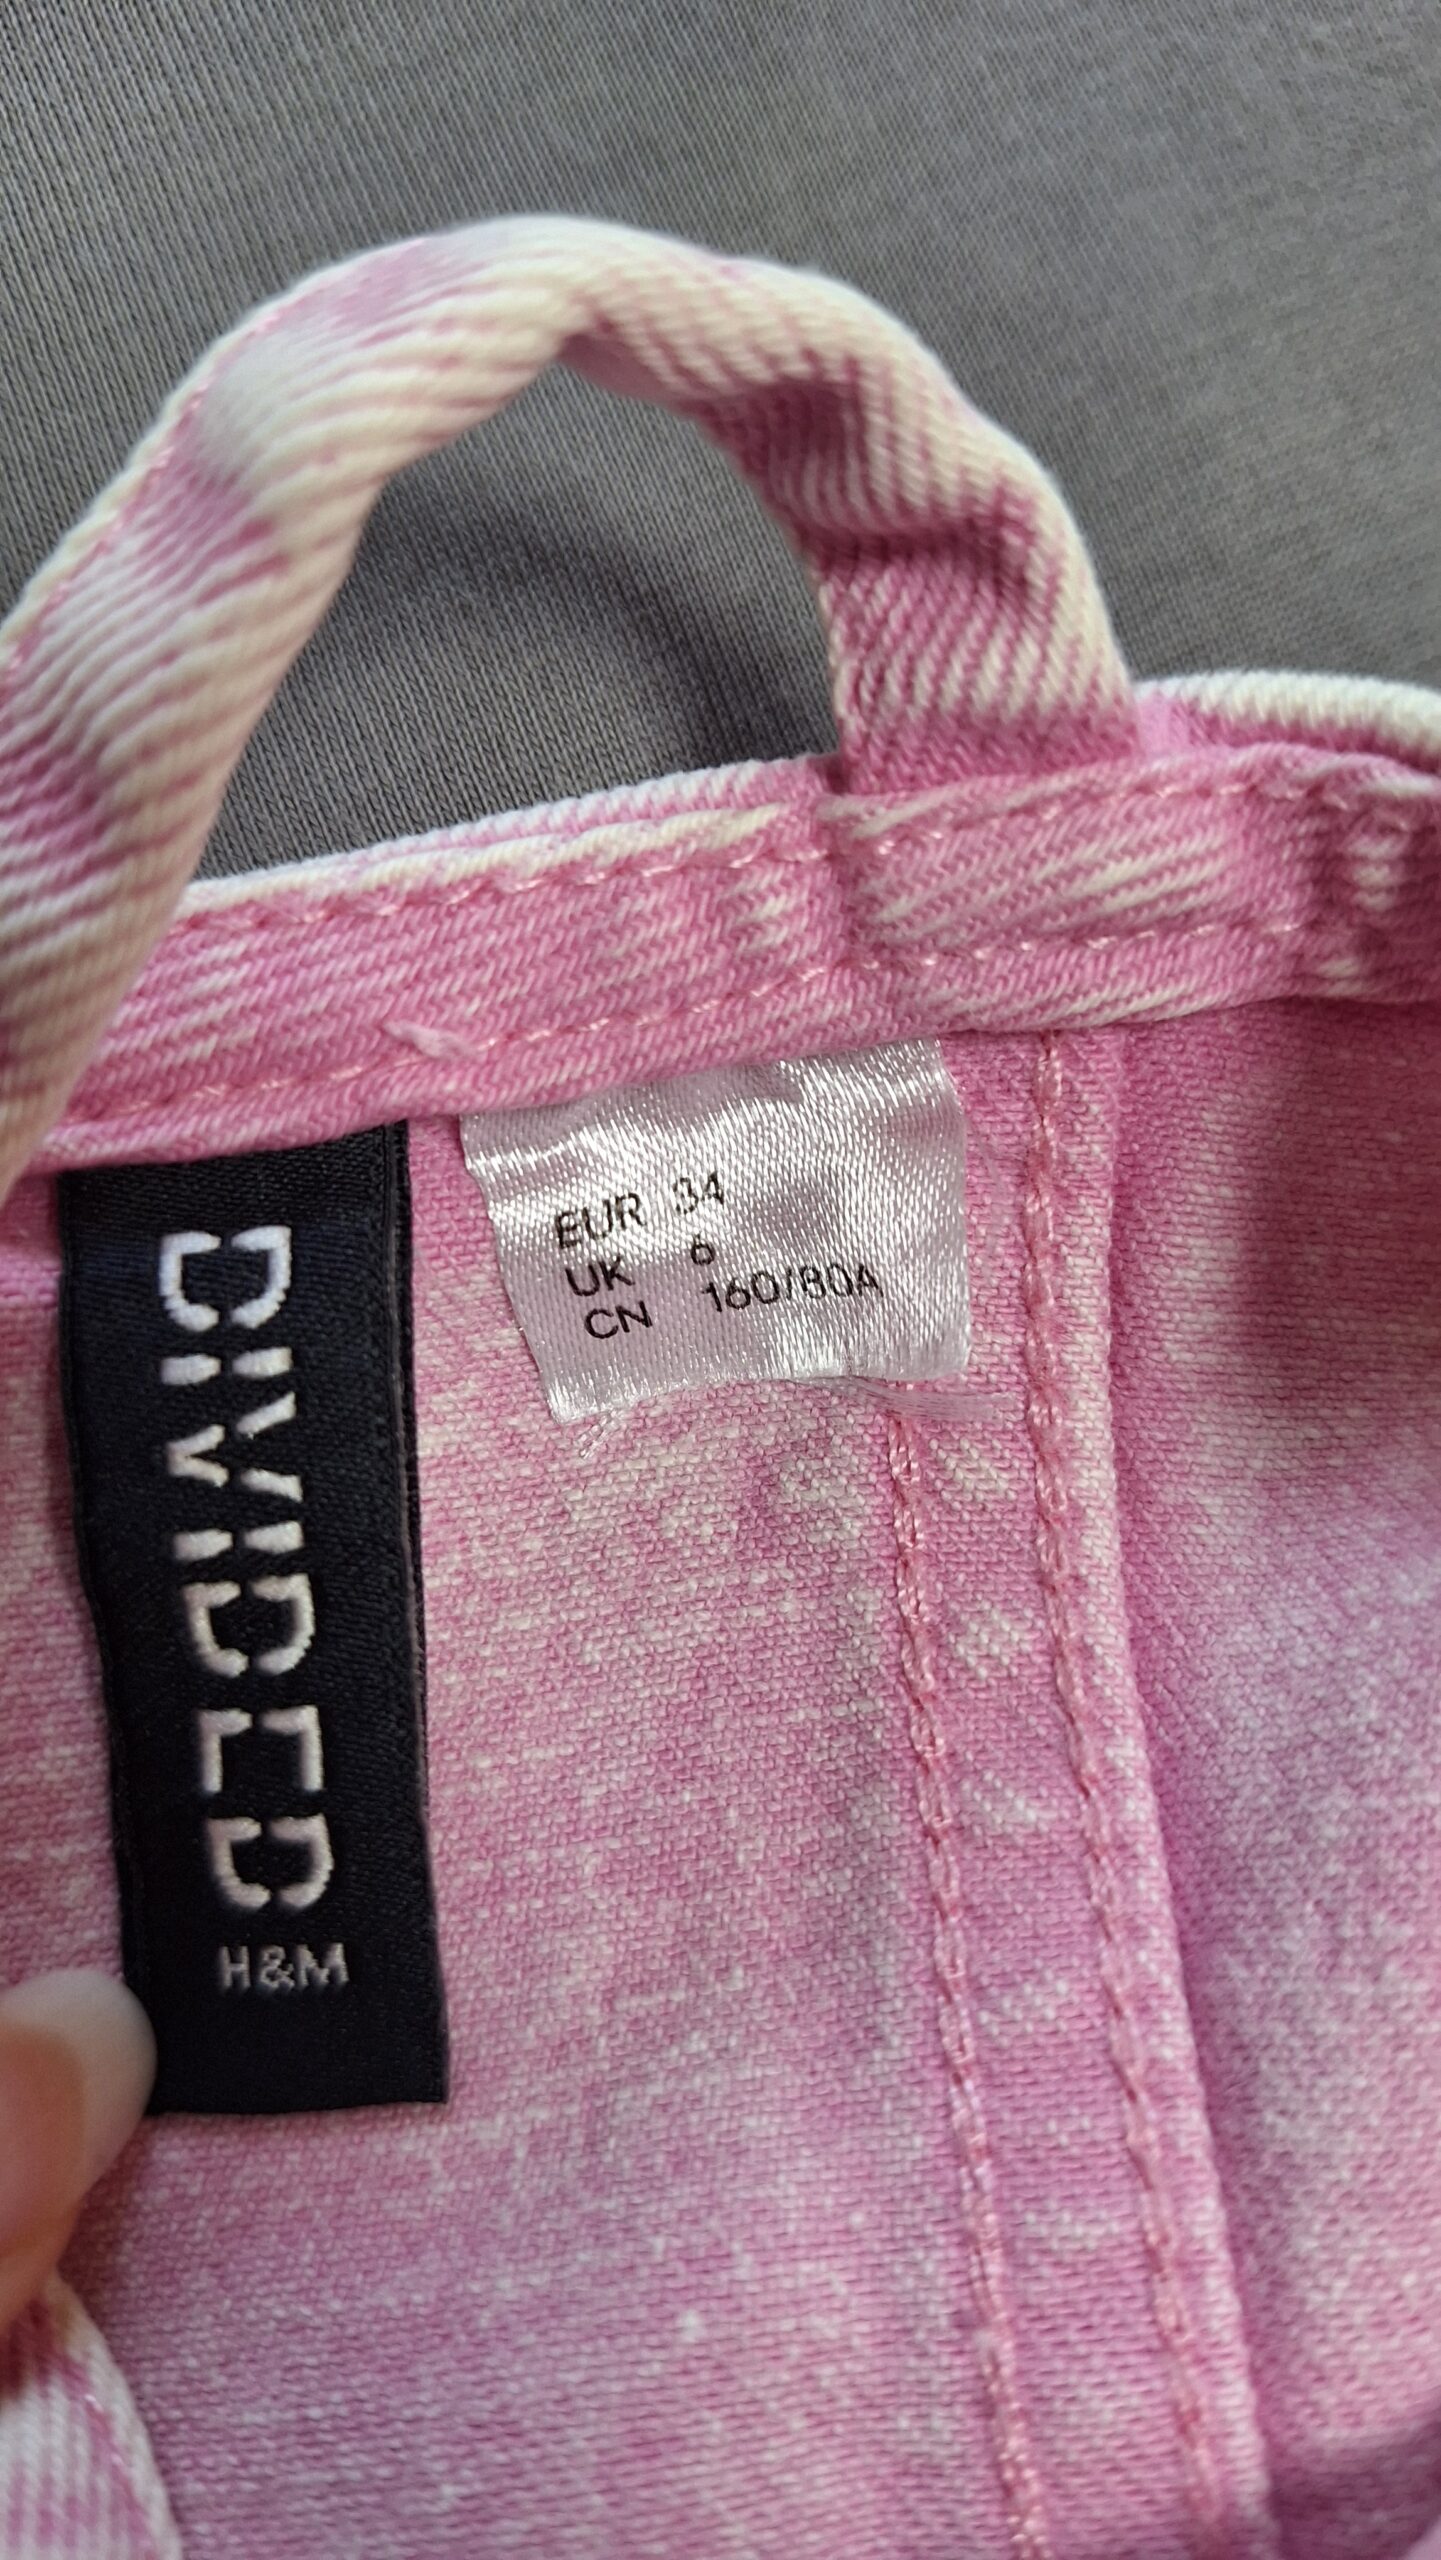 DIVIDED
H&M
EUR 34
UK 6
CN 160/80A